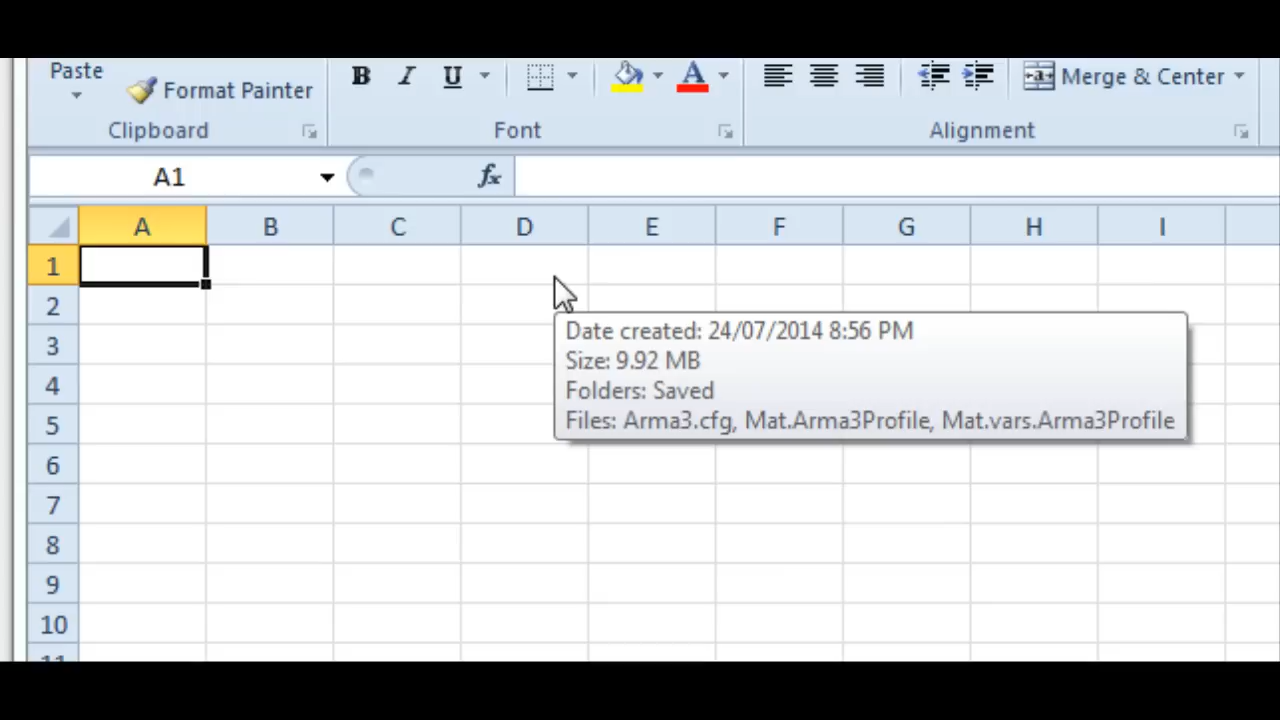 Paste
Format Painter
B I U A Merge & Center
Clipboard Font Alignment
A1 fx
A B C D E F G H I
1
2
Date created: 24/07/2014 8:56 PM
3
Size: 9.92 MB
4
Folders: Saved
5
Files: Arma3.cfg, Mat.Arma3Profile, Mat.vars.Arma3Profile
6
7
8
9
10
11